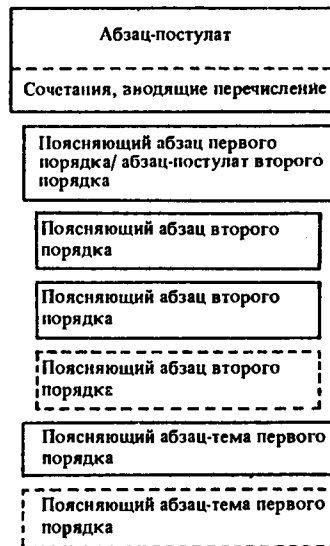 Абзац-постулат
Сочетания, вводящие перечисление
Поясняющий абзац первого
порядка/ абзац-постулат второго
порядка
Поясняющий абзац второго
порядка
Поясняющий абзац второго
порядка
Поясняющий абзац второго
порядка
Поясняющий абзац-тема первого
порядка
Поясняющий абзац-тема первого
порядка